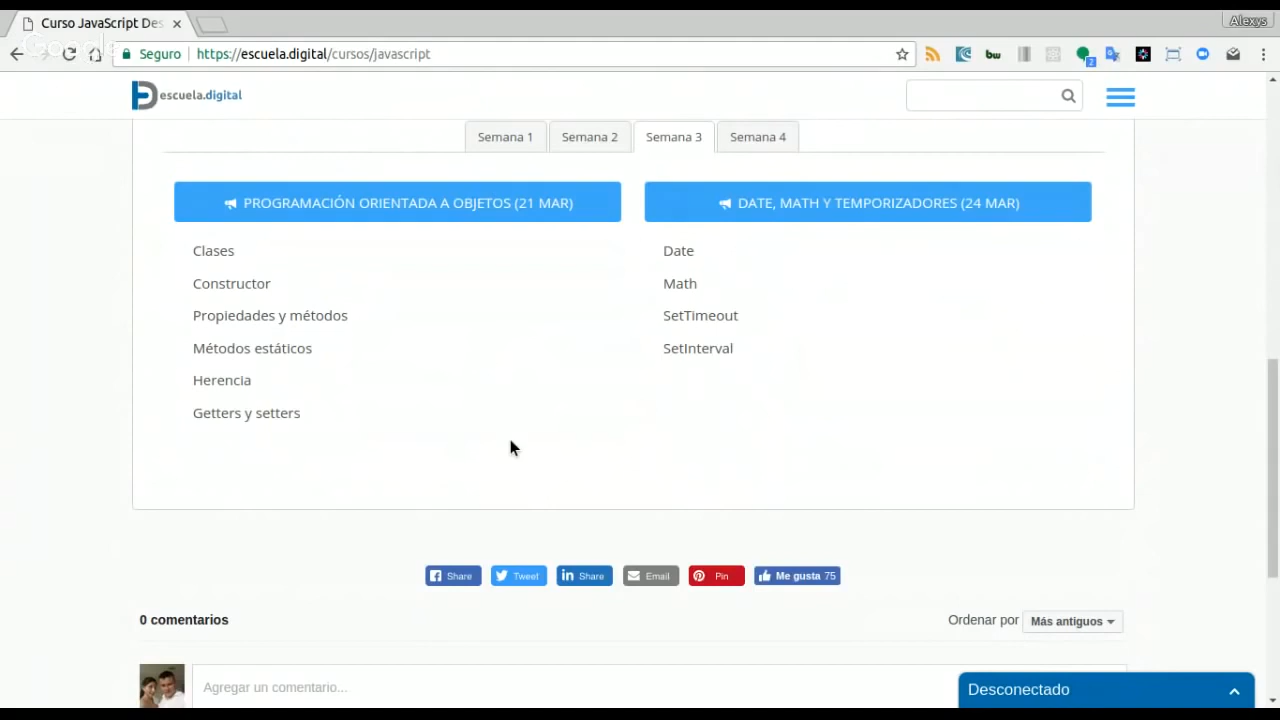 Curso JavaScript Des
Alexys
Google
Seguro
https://escuela.digital/cursos/javascript
2
escuela.digital
Semana 1
Semana 2
Semana 3
Semana 4
PROGRAMACIÓN ORIENTADA A OBJETOS (21 MAR)
Clases
Constructor
Propiedades y métodos
Métodos estáticos
Herencia
Getters y setters
DATE, MATH Y TEMPORIZADORES (24 MAR)
Date
Math
SetTimeout
SetInterval
Share
Tweet
Share
Email
Pin
Me gusta 75
0 comentarios
Ordenar por Más antiguos
Agregar un comentario...
Desconectado